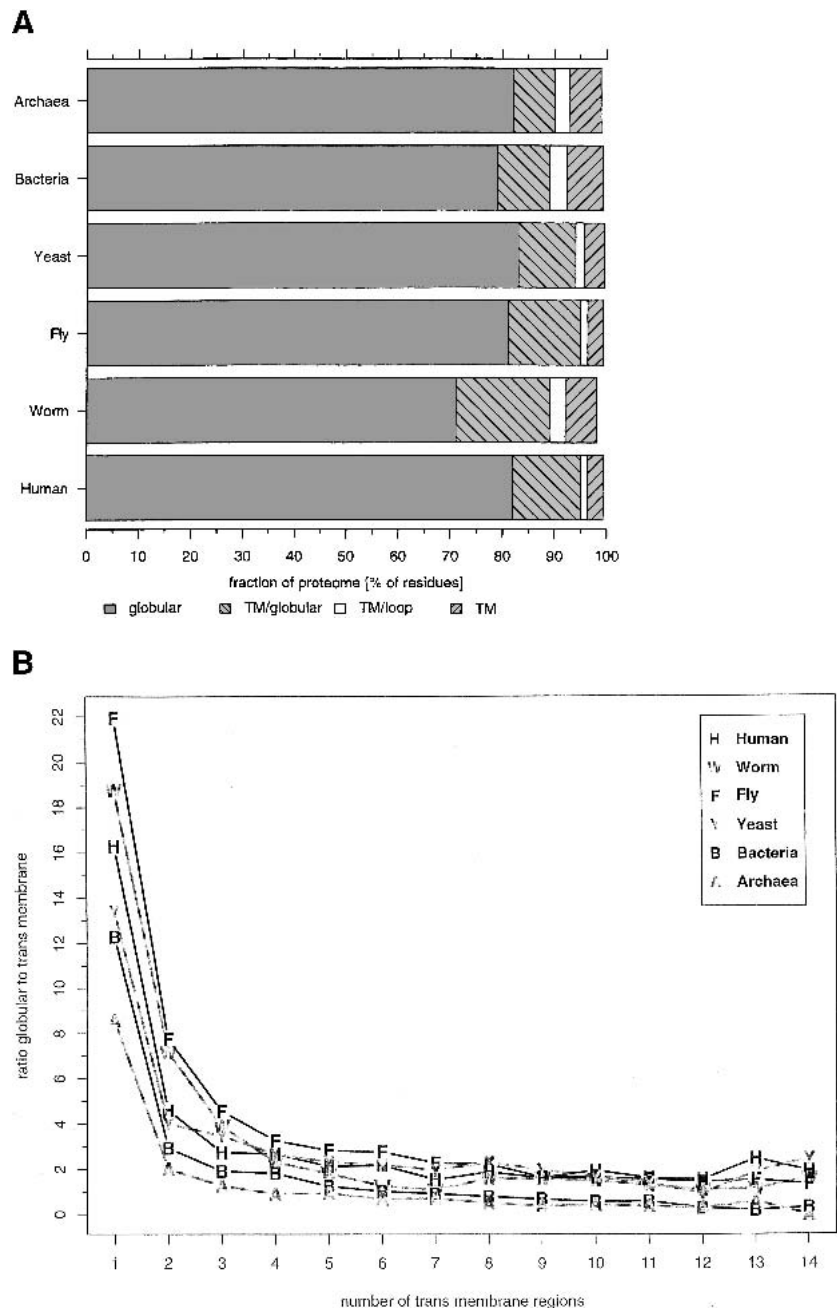 A
Archaea
Bacteria
Yeast
Fly
Worm
Human
0 10 20 30 40 50 60 70 80 90 100
fraction of proteome [% of residues]
globular TM/globular TM/loop TM
B
22
20
18
16
14
12
10
8
6
4
2
0
ratio globular to trans membrane
H Human
W Worm
F Fly
Y Yeast
B Bacteria
A Archaea
1 2 3 4 5 6 7 8 9 10 11 12 13 14
number of trans membrane regions